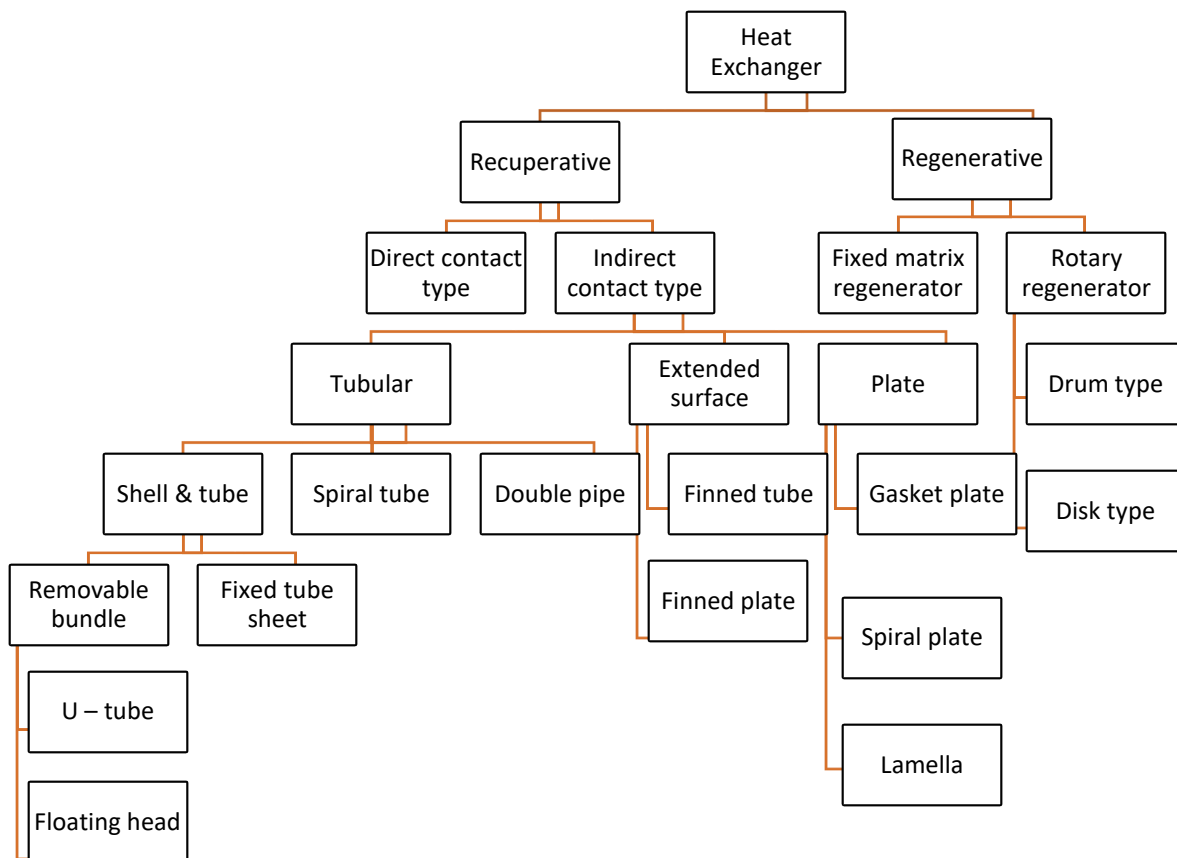 Heat
Exchanger
Recuperative
Regenerative
Direct contact
type
Indirect
contact type
Fixed matrix
regenerator
Rotary
regenerator
Tubular
Extended
surface
Plate
Drum type
Shell & tube
Spiral tube
Double pipe
Finned tube
Gasket plate
Disk type
Removable
bundle
Fixed tube
sheet
Finned plate
Spiral plate
U – tube
Lamella
Floating head